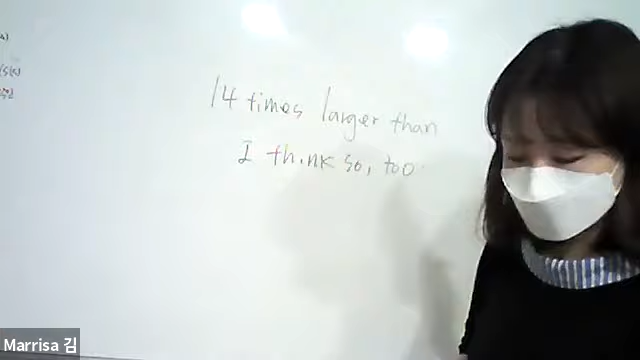 14 times larger than
I think so, too.
Marrisa 김